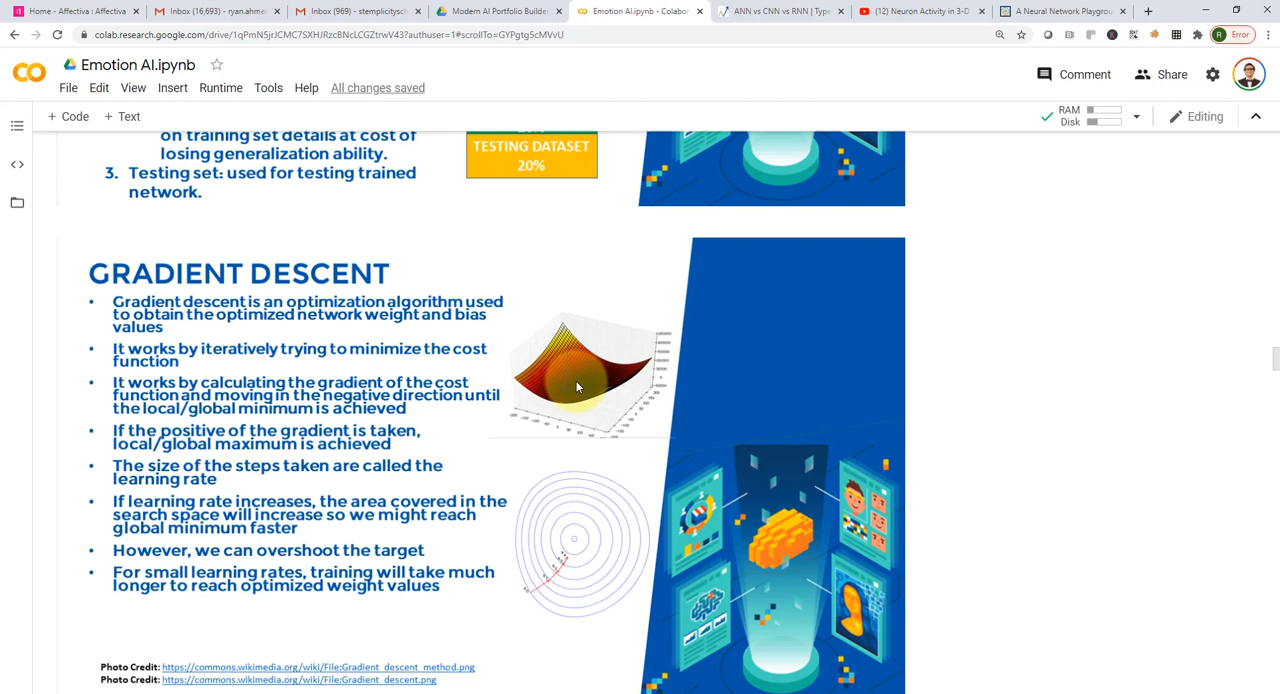 Home - Affectiva : Affectiva
Inbox (16,693) - ryan.ahme
Inbox (969) - stemplicitysch
Modern AI Portfolio Builder
Emotion AI.ipynb - Colabor
ANN vs CNN vs RNN | Type
(12) Neuron Activity in 3-D
A Neural Network Playgrou
colab.research.google.com/drive/1qPmN5jrJCMC7SXHJRzcBNcLCGZtrwV43?authuser=1#scrollTo=GYPgtg5cMVvU
R Error
CO Emotion AI.ipynb
Comment Share
File Edit View Insert Runtime Tools Help All changes saved
+ Code + Text
RAM
Disk
Editing
on training set details at cost of
losing generalization ability.
3. Testing set: used for testing trained
network.
TESTING DATASET
20%
GRADIENT DESCENT
• Gradient descent is an optimization algorithm used
to obtain the optimized network weight and bias
values
• It works by iteratively trying to minimize the cost
function
• It works by calculating the gradient of the cost
function and moving in the negative direction until
the local/global minimum is achieved
• If the positive of the gradient is taken,
local/global maximum is achieved
• The size of the steps taken are called the
learning rate
• If learning rate increases, the area covered in the
search space will increase so we might reach
global minimum faster
• However, we can overshoot the target
• For small learning rates, training will take much
longer to reach optimized weight values
Photo Credit: https://commons.wikimedia.org/wiki/File:Gradient_descent_method.png
Photo Credit: https://commons.wikimedia.org/wiki/File:Gradient_descent.png